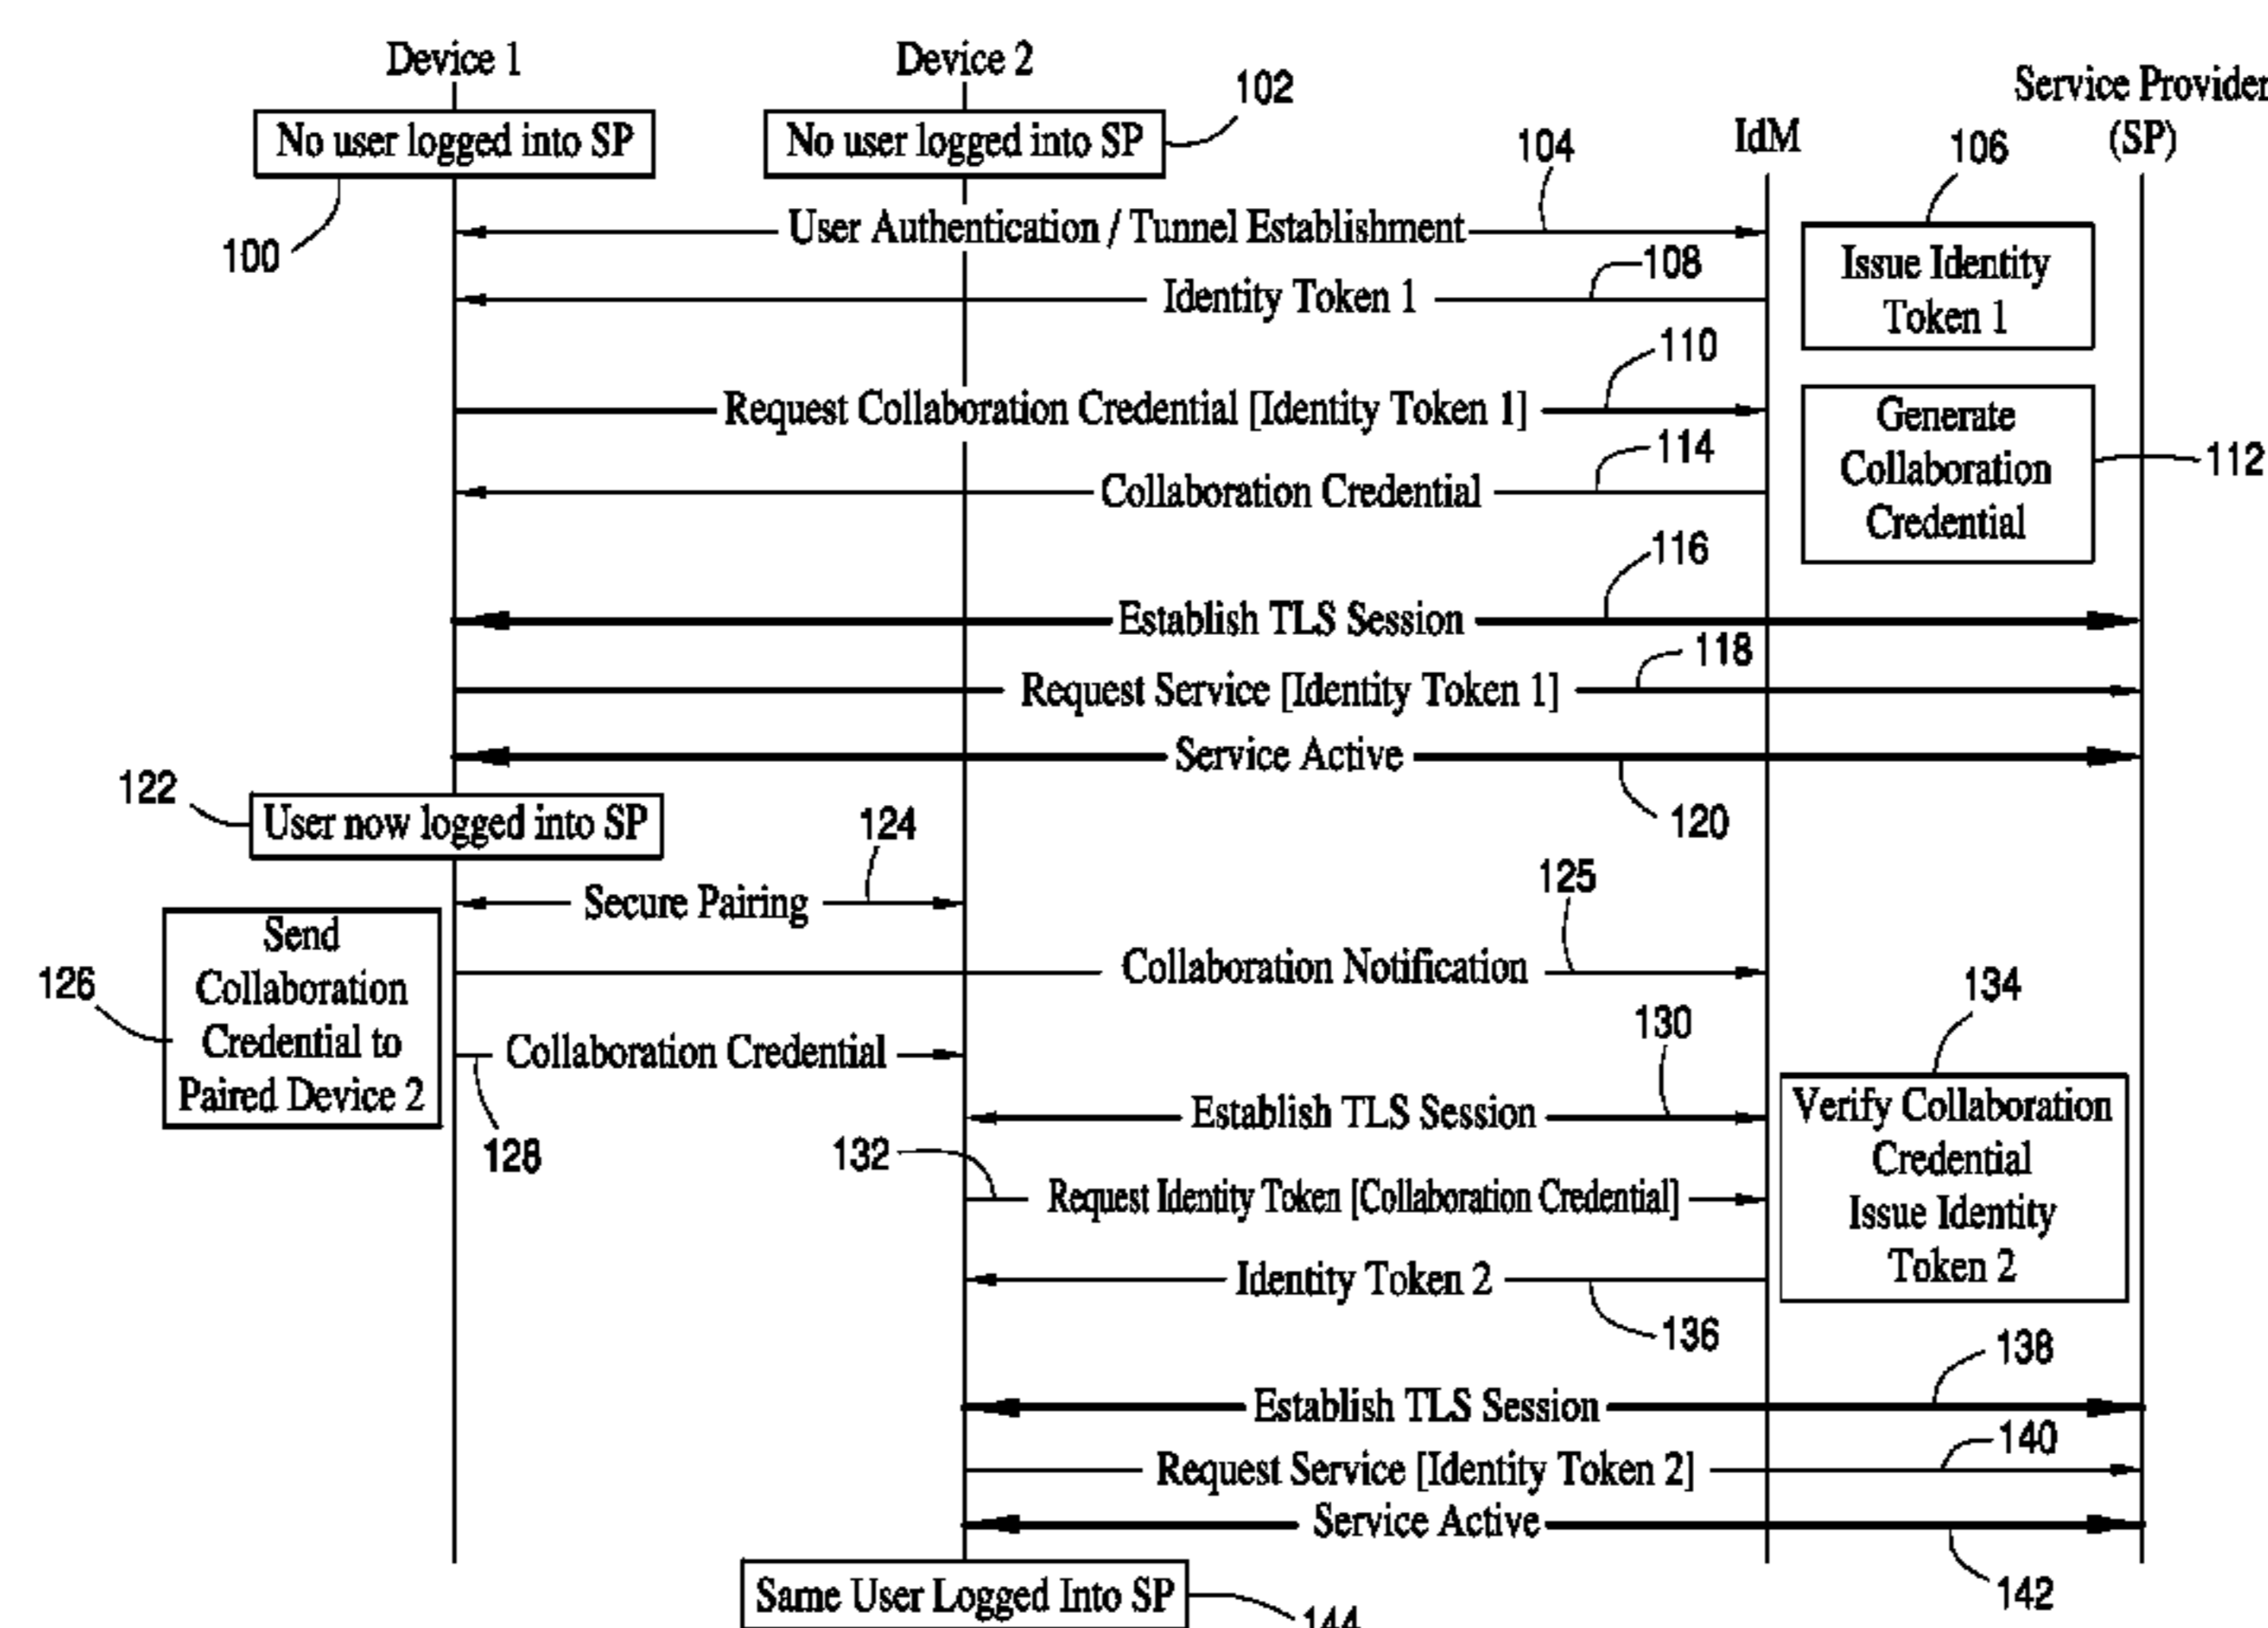 Device 1
Device 2
Service Provider
(SP)
IdM
No user logged into SP
No user logged into SP
102
100
104
106
User Authentication / Tunnel Establishment
Issue Identity
Token 1
108
Identity Token 1
110
Request Collaboration Credential [Identity Token 1]
Generate
Collaboration
Credential
112
114
Collaboration Credential
116
Establish TLS Session
118
Request Service [Identity Token 1]
Service Active
120
122
User now logged into SP
124
Secure Pairing
125
Collaboration Notification
126
Send
Collaboration
Credential to
Paired Device 2
Collaboration Credential
128
130
Establish TLS Session
132
134
Verify Collaboration
Credential
Issue Identity
Token 2
Request Identity Token [Collaboration Credential]
Identity Token 2
136
138
Establish TLS Session
140
Request Service [Identity Token 2]
Service Active
142
Same User Logged Into SP
144